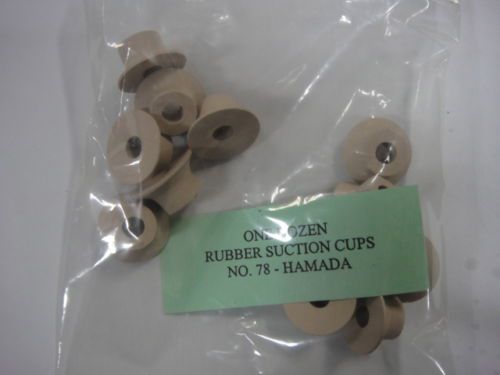 ONE DOZEN
RUBBER SUCTION CUPS
NO. 78 - HAMADA